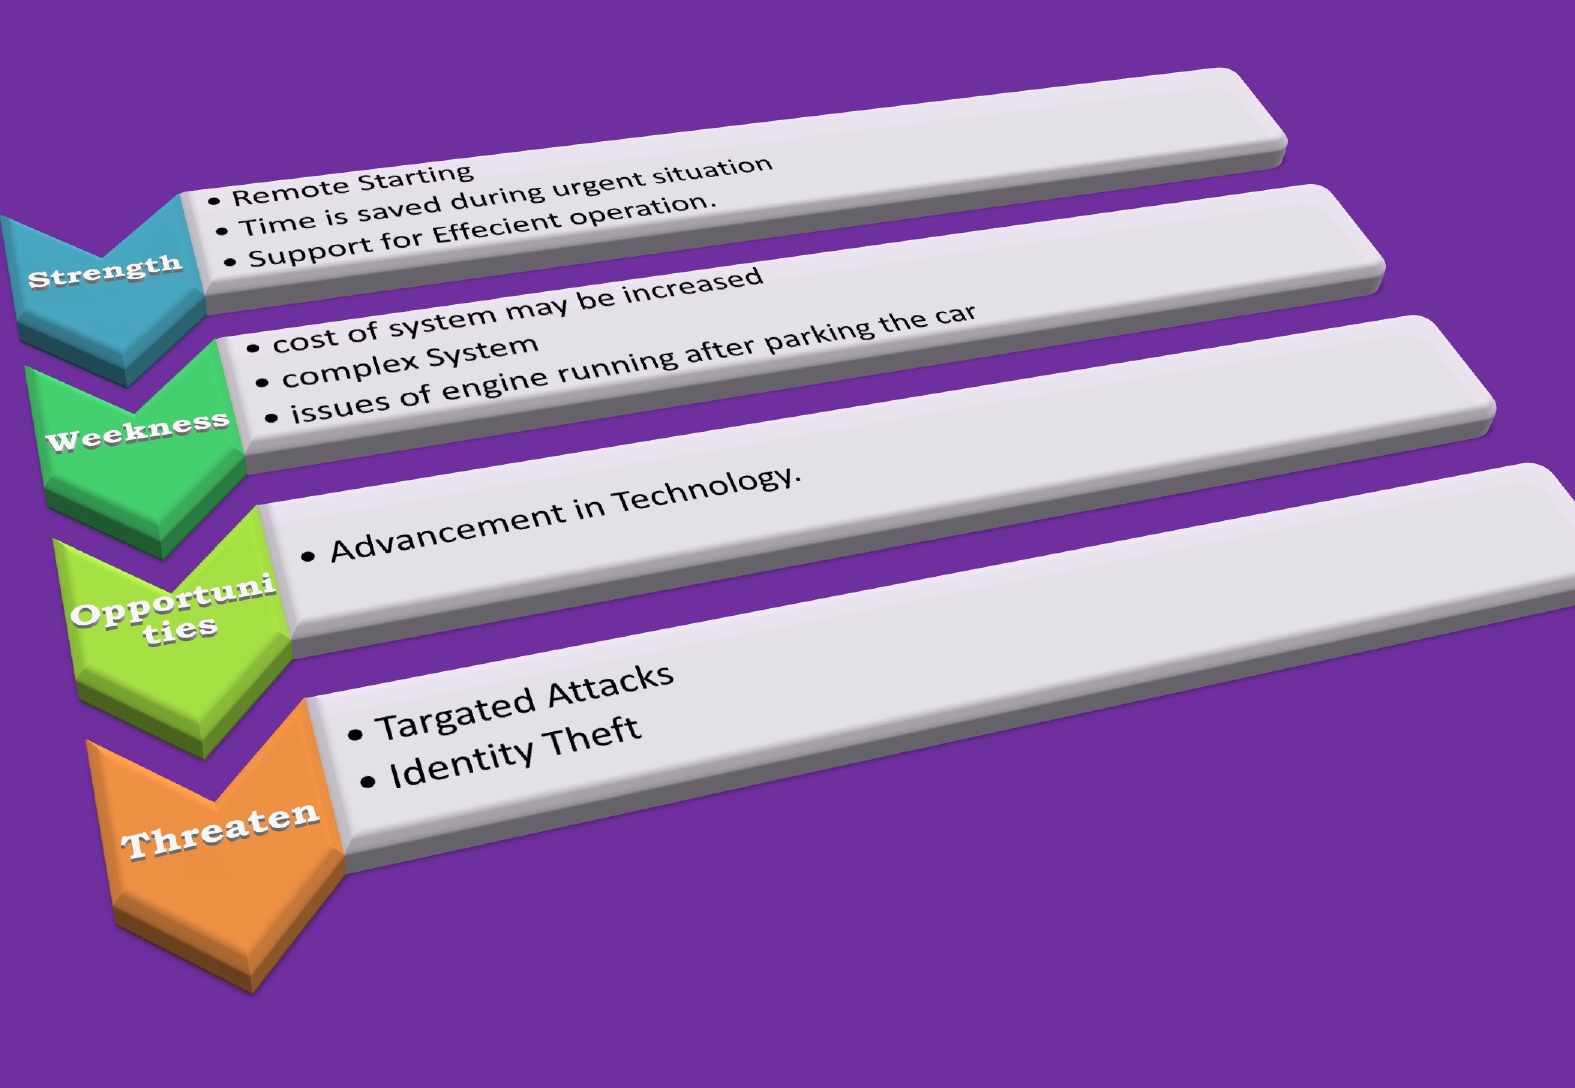 Strength
• Remote Starting
• Time is saved during urgent situation
• Support for Effecient operation.
Weekness
• cost of system may be increased
• complex System
• issues of engine running after parking the car
Opportuni
ties
• Advancement in Technology.
Threaten
• Targated Attacks
• Identity Theft